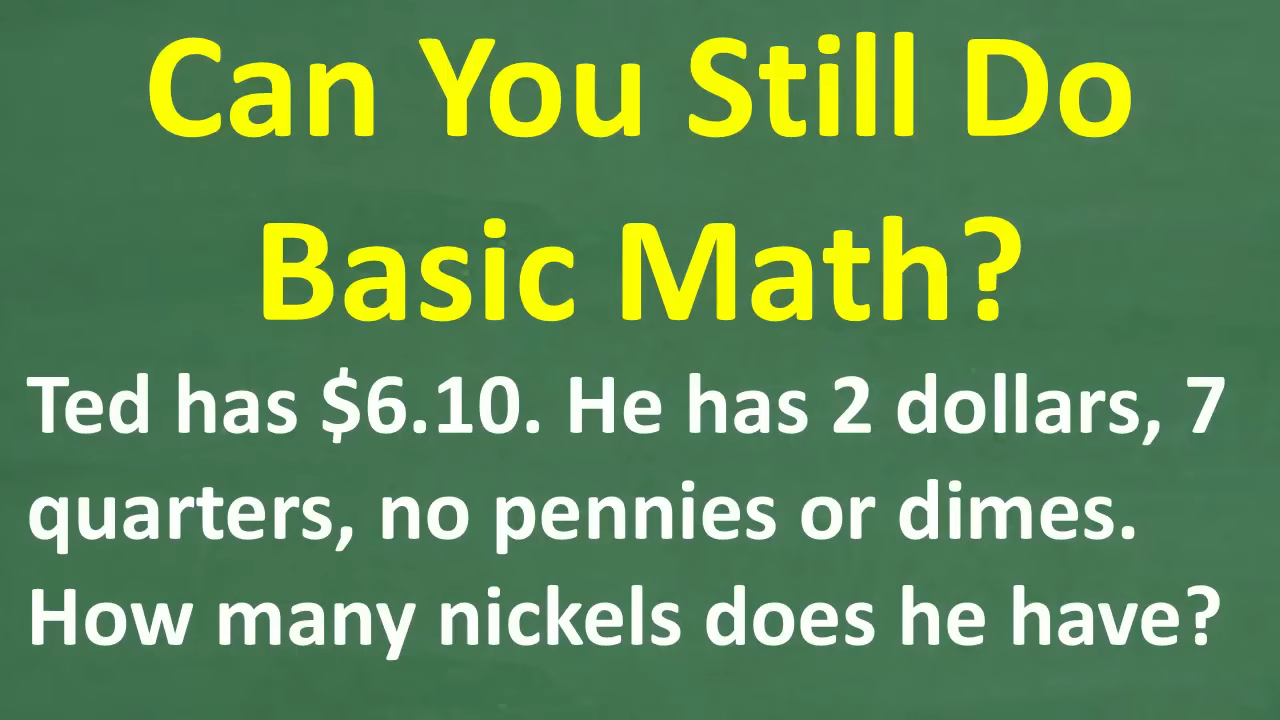 Can You Still Do
Basic Math?
Ted has $6.10. He has 2 dollars, 7
quarters, no pennies or dimes.
How many nickels does he have?